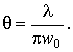 θ = λ / πw₀ .